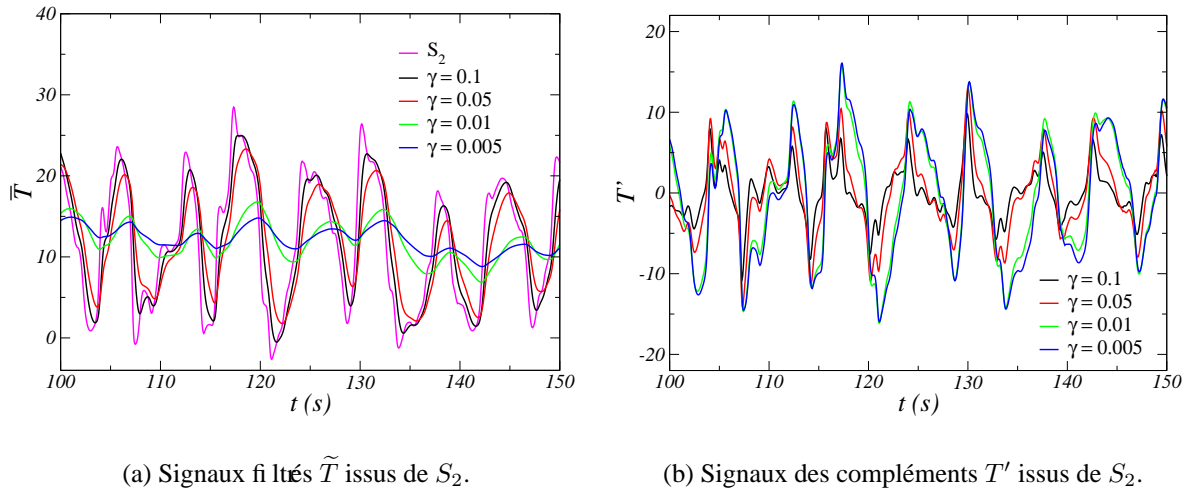 40
30
20
10
0
T̅
100 110 120 130 140 150
t (s)
S₂
γ = 0.1
γ = 0.05
γ = 0.01
γ = 0.005
20
10
0
-10
-20
T'
100 110 120 130 140 150
t (s)
γ = 0.1
γ = 0.05
γ = 0.01
γ = 0.005
(a) Signaux filtrés T̃ issus de S₂.
(b) Signaux des compléments T′ issus de S₂.